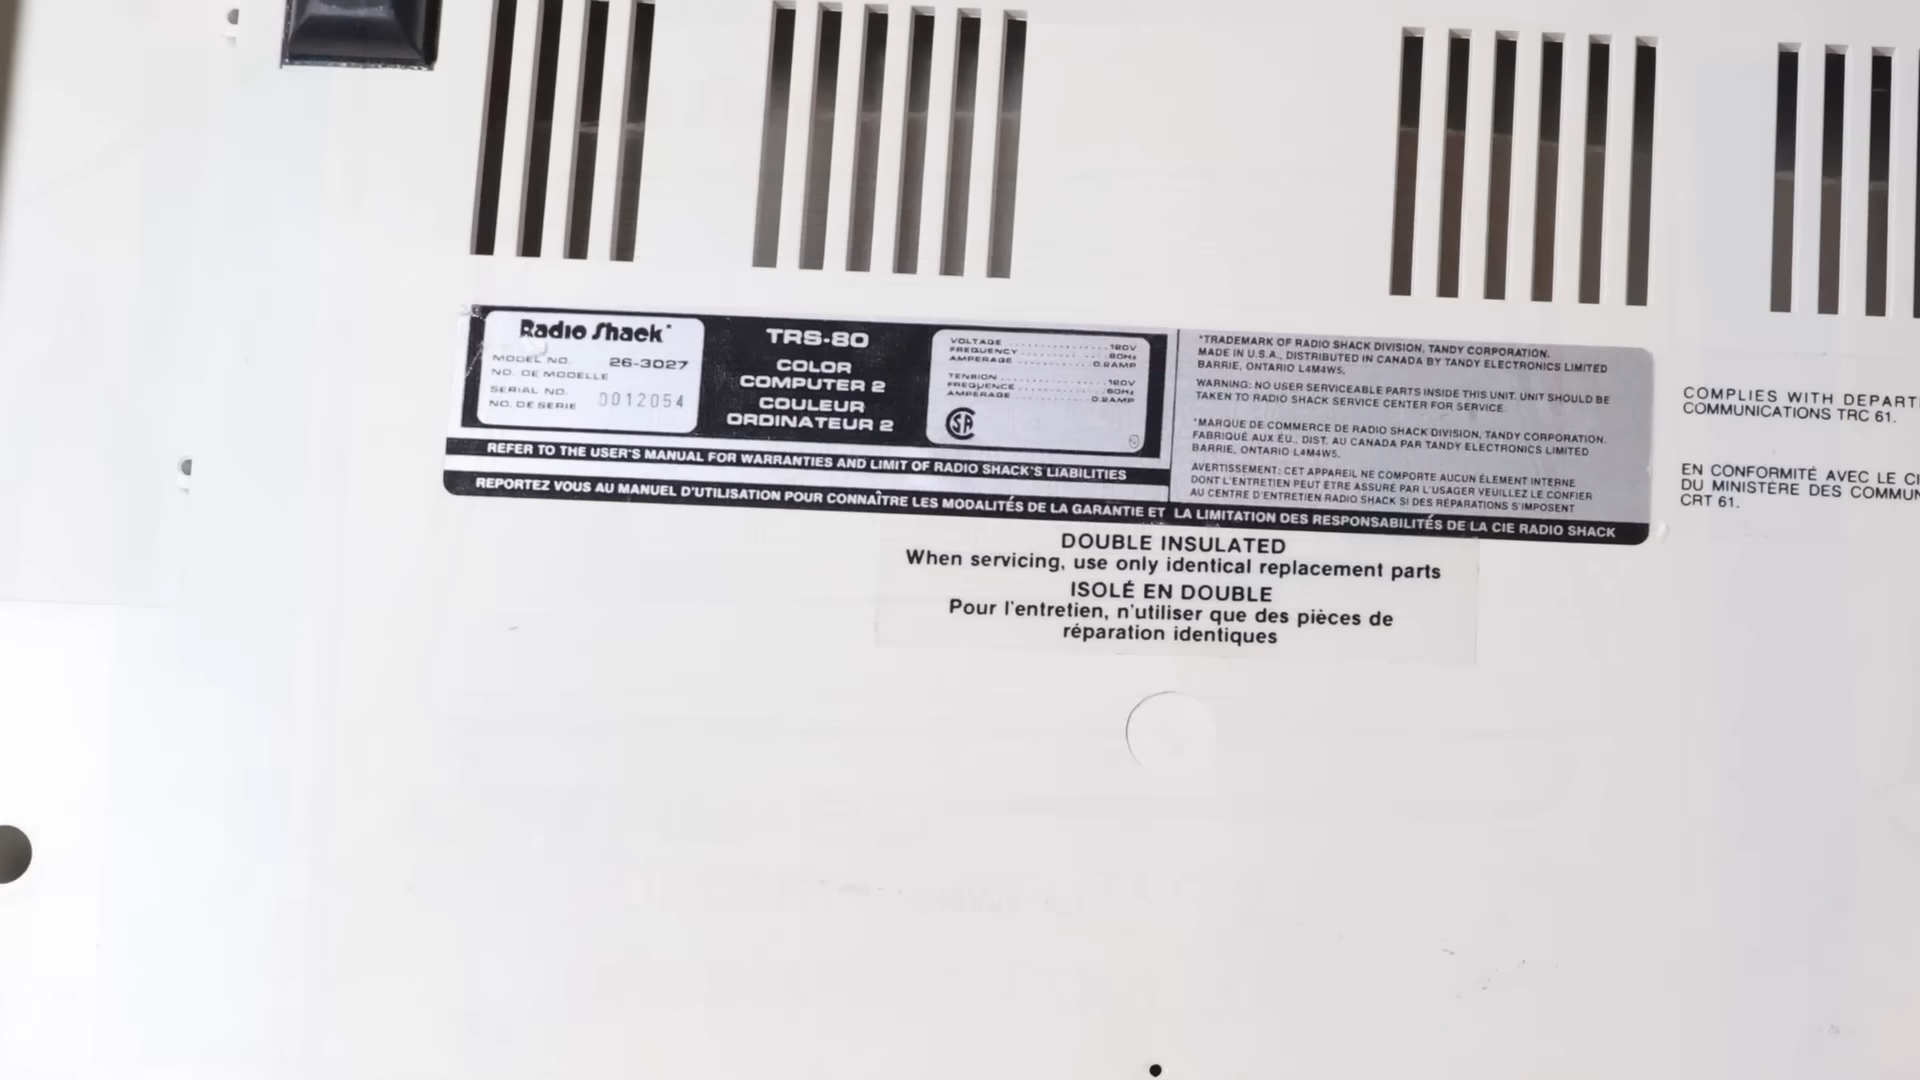 Radio Shack*
MODEL NO. 26-3027
NO. DE MODELLE
SERIAL NO.
NO. DE SERIE 0012054
TRS-80
COLOR
COMPUTER 2
COULEUR
ORDINATEUR 2
VOLTAGE 120V
FREQUENCY 60Hz
AMPERAGE 0.2AMP
TENSION 120V
FREQUENCE 60Hz
AMPERAGE 0.2AMP
REFER TO THE USER'S MANUAL FOR WARRANTIES AND LIMIT OF RADIO SHACK'S LIABILITIES
*TRADEMARK OF RADIO SHACK DIVISION, TANDY CORPORATION.
MADE IN U.S.A., DISTRIBUTED IN CANADA BY TANDY ELECTRONICS LIMITED
BARRIE, ONTARIO L4M4W5.
WARNING: NO USER SERVICEABLE PARTS INSIDE THIS UNIT. UNIT SHOULD BE
TAKEN TO RADIO SHACK SERVICE CENTER FOR SERVICE.
*MARQUE DE COMMERCE DE RADIO SHACK DIVISION, TANDY CORPORATION.
FABRIQUÉ AUX ÉU., DIST. AU CANADA PAR TANDY ELECTRONICS LIMITED
BARRIE, ONTARIO L4M4W5.
AVERTISSEMENT: CET APPAREIL NE COMPORTE AUCUN ÉLEMENT INTERNE
DONT L'ENTRETIEN PEUT ÊTRE ASSURÉ PAR L'USAGER VEUILLEZ LE CONFIER
AU CENTRE D'ENTRETIEN RADIO SHACK SI DES RÉPARATIONS S'IMPOSENT
REPORTEZ VOUS AU MANUEL D'UTILISATION POUR CONNAÎTRE LES MODALITÉS DE LA GARANTIE ET LA LIMITATION DES RESPONSABILITÉS DE LA CIE RADIO SHACK
DOUBLE INSULATED
When servicing, use only identical replacement parts
ISOLÉ EN DOUBLE
Pour l'entretien, n'utiliser que des pièces de
réparation identiques
COMPLIES WITH DEPART
COMMUNICATIONS TRC 61.
EN CONFORMITÉ AVEC LE C
DU MINISTÈRE DES COMMUN
CRT 61.